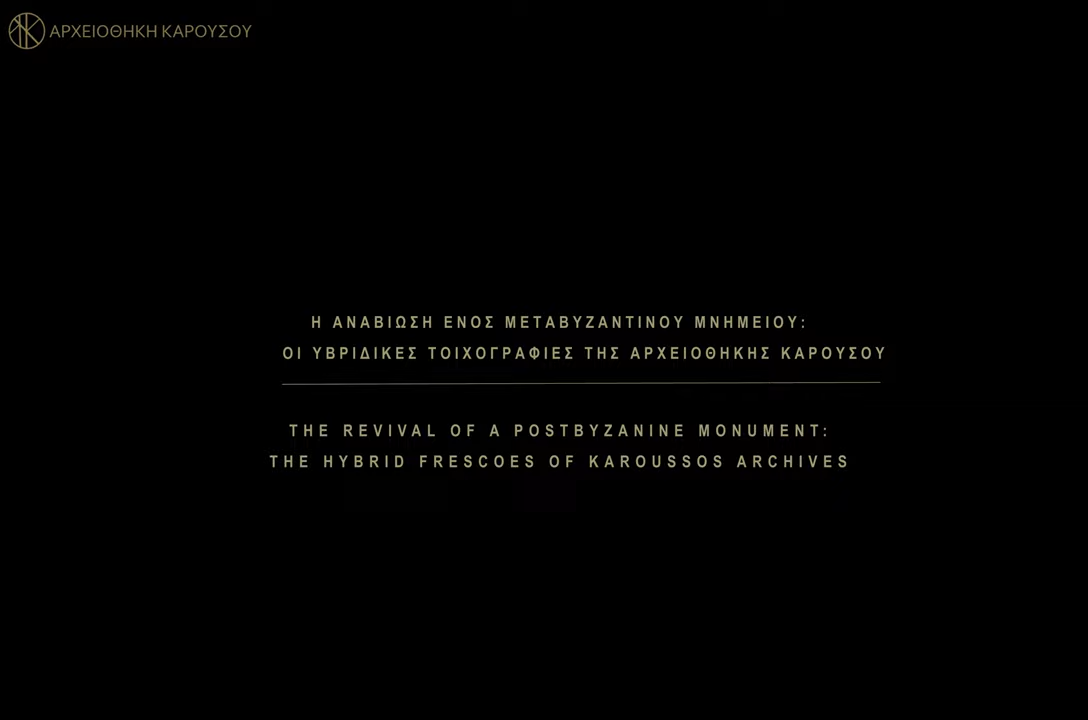 ΑΡΧΕΙΟΘΗΚΗ ΚΑΡΟΥΣΟΥ
Η ΑΝΑΒΙΩΣΗ ΕΝΟΣ ΜΕΤΑΒΥΖΑΝΤΙΝΟΥ ΜΝΗΜΕΙΟΥ:
ΟΙ ΥΒΡΙΔΙΚΕΣ ΤΟΙΧΟΓΡΑΦΙΕΣ ΤΗΣ ΑΡΧΕΙΟΘΗΚΗΣ ΚΑΡΟΥΣΟΥ
THE REVIVAL OF A POSTBYZANINE MONUMENT:
THE HYBRID FRESCOES OF KAROUSSOS ARCHIVES